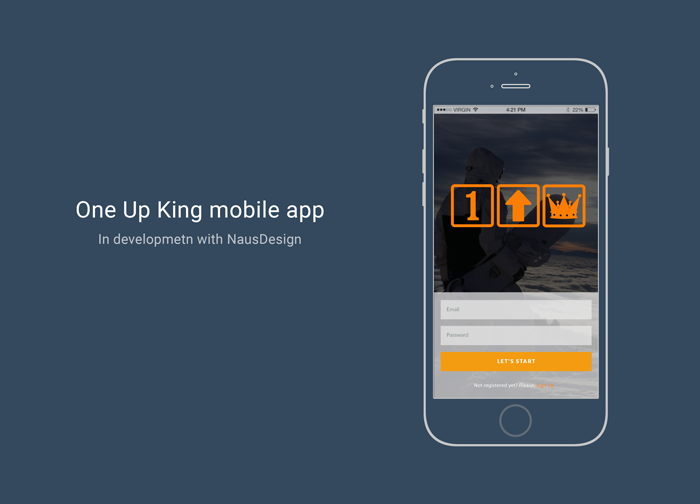 One Up King mobile app
In developmetn with NausDesign
VIRGIN
4:21 PM
22%
1
Email
Password
LET'S START
Not registered yet? Please